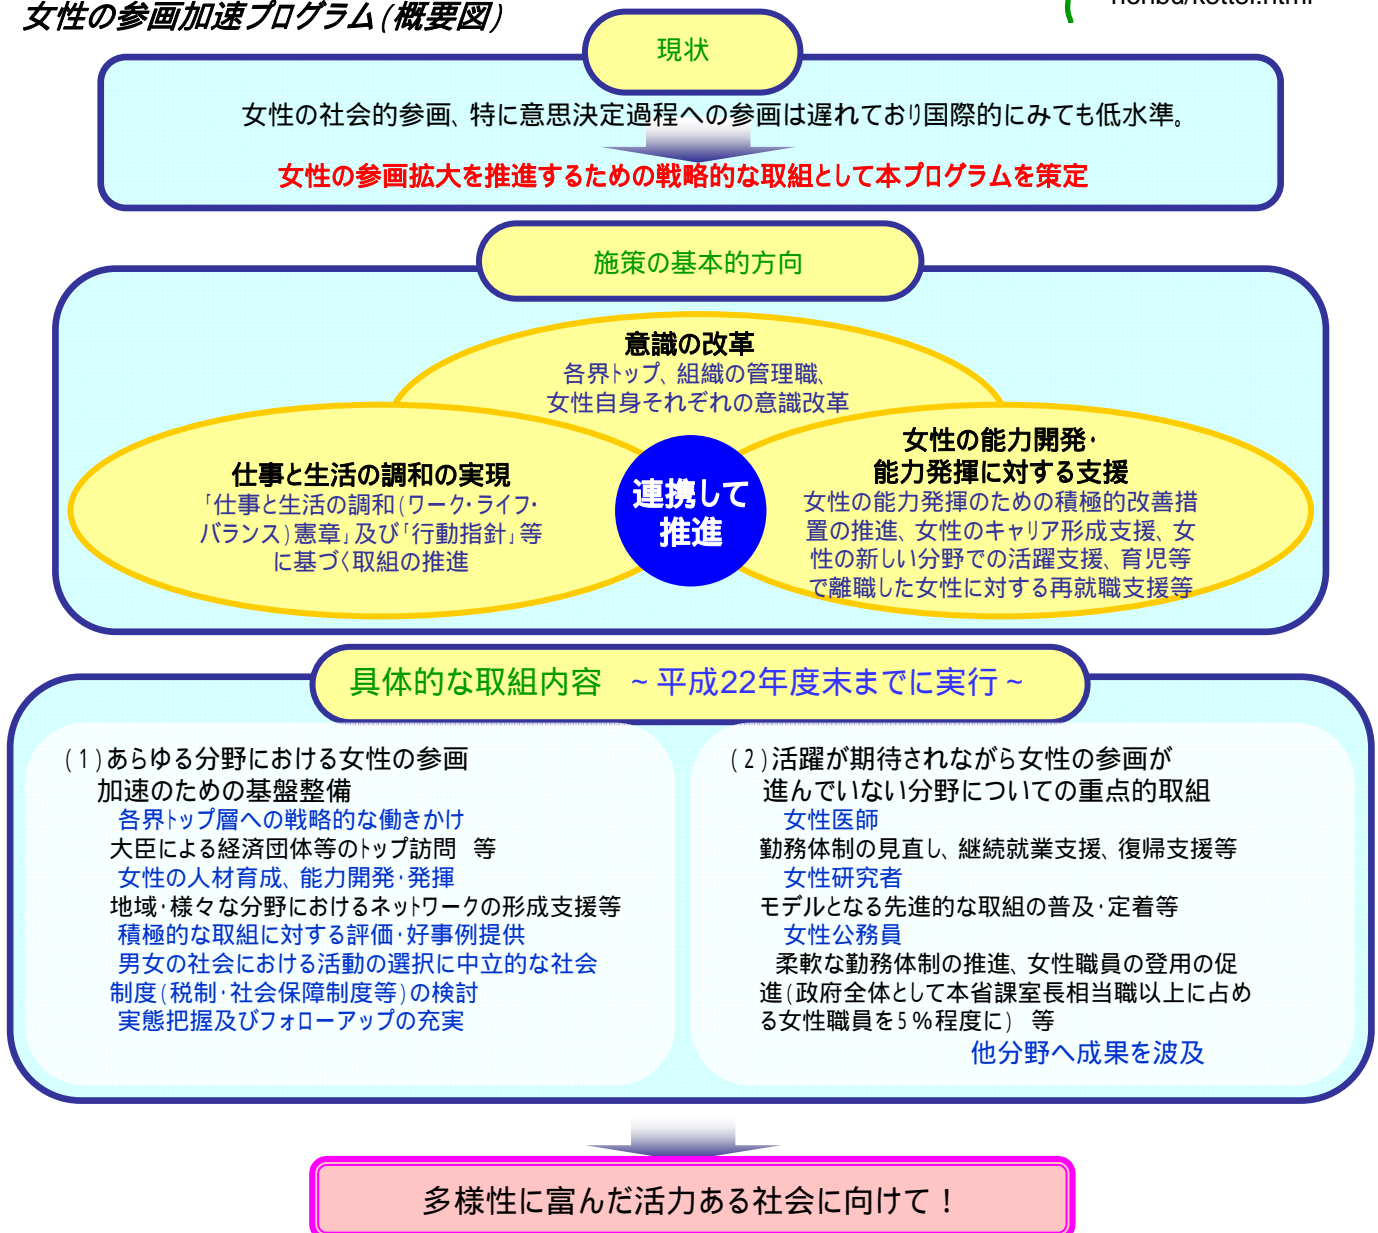 女性の参画加速プログラム(概要図)
現状
女性の社会的参画、特に意思決定過程への参画は遅れており国際的にみても低水準。
女性の参画拡大を推進するための戦略的な取組として本プログラムを策定
施策の基本的方向
意識の改革
各界トップ、組織の管理職、
女性自身それぞれの意識改革
仕事と生活の調和の実現
「仕事と生活の調和(ワーク・ライフ・
バランス)憲章」及び「行動指針」等
に基づく取組の推進
連携して
推進
女性の能力開発・
能力発揮に対する支援
女性の能力発揮のための積極的改善措
置の推進、女性のキャリア形成支援、女
性の新しい分野での活躍支援、育児等
で離職した女性に対する再就職支援等
具体的な取組内容 ~平成22年度末までに実行~
(1)あらゆる分野における女性の参画
加速のための基盤整備
各界トップ層への戦略的な働きかけ
大臣による経済団体等のトップ訪問 等
女性の人材育成、能力開発・発揮
地域・様々な分野におけるネットワークの形成支援等
積極的な取組に対する評価・好事例提供
男女の社会における活動の選択に中立的な社会
制度(税制・社会保障制度等)の検討
実態把握及びフォローアップの充実
(2)活躍が期待されながら女性の参画が
進んでいない分野についての重点的取組
女性医師
勤務体制の見直し、継続就業支援、復帰支援等
女性研究者
モデルとなる先進的な取組の普及・定着等
女性公務員
柔軟な勤務体制の推進、女性職員の登用の促
進(政府全体として本省課室長相当職以上に占め
る女性職員を5%程度に) 等
他分野へ成果を波及
多様性に富んだ活力ある社会に向けて!